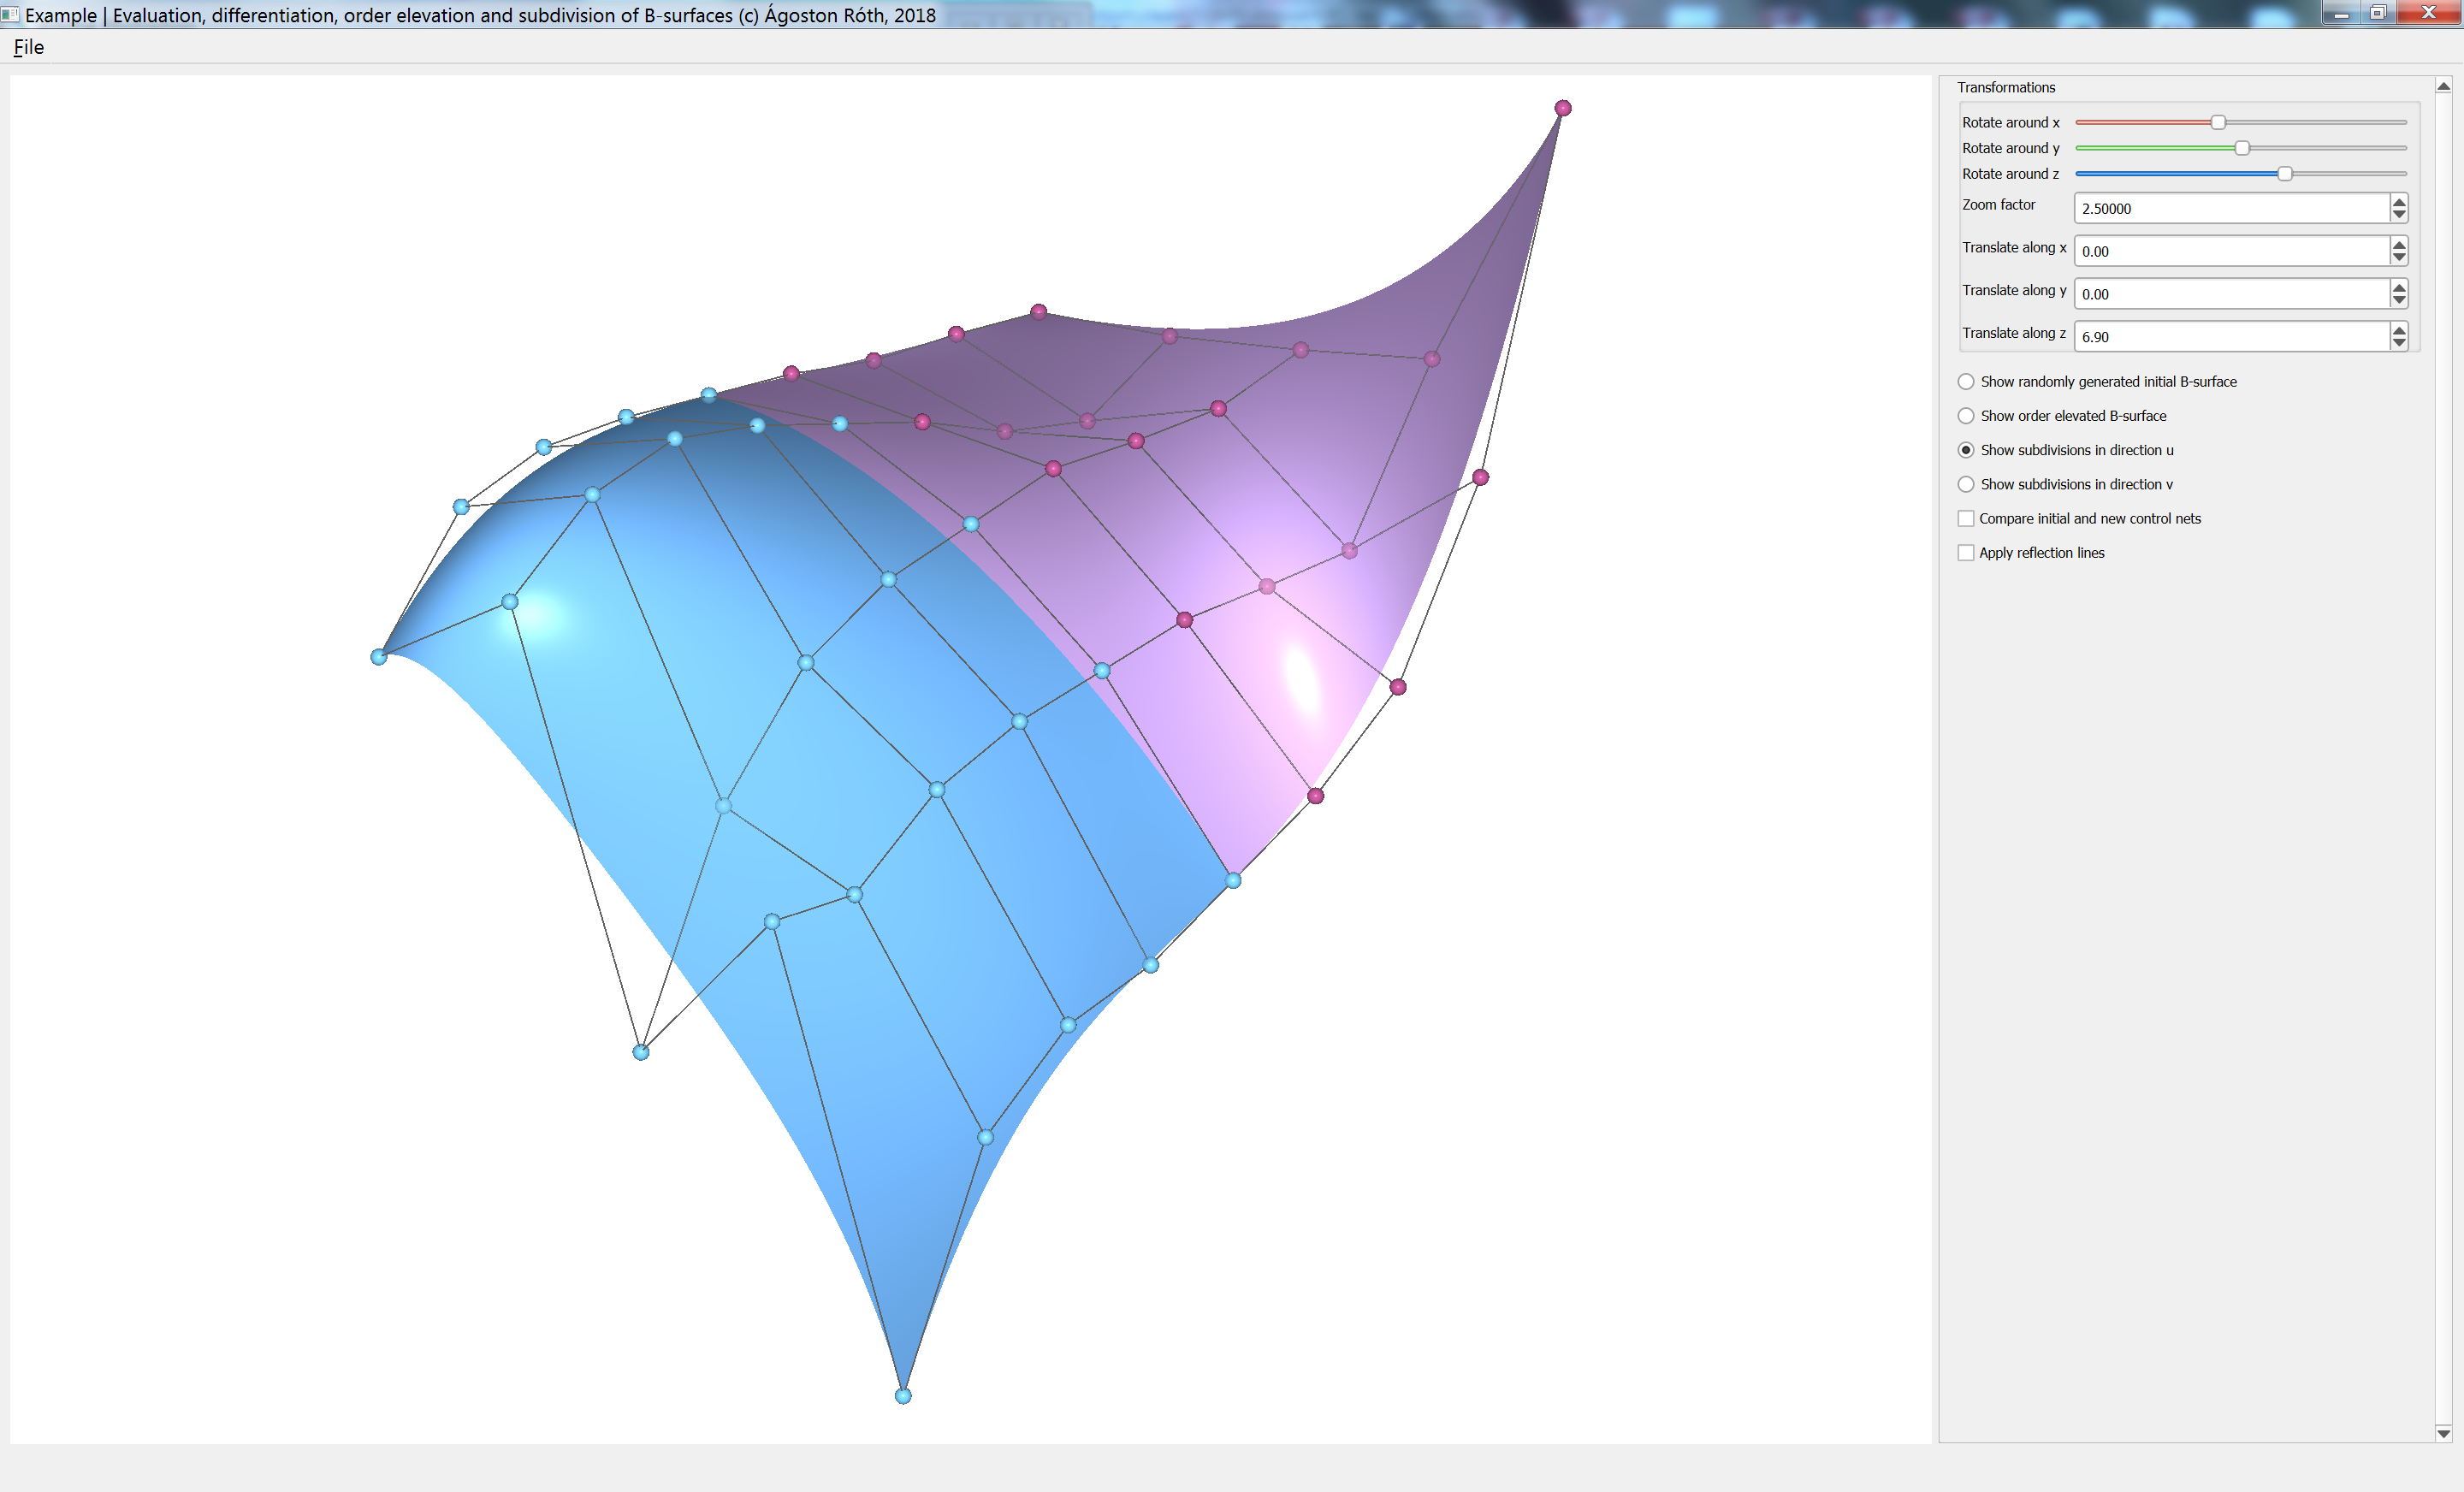 Example | Evaluation, differentiation, order elevation and subdivision of B-surfaces (c) Ágoston Róth, 2018
File
Transformations
Rotate around x
Rotate around y
Rotate around z
Zoom factor 2.50000
Translate along x 0.00
Translate along y 0.00
Translate along z 6.90
Show randomly generated initial B-surface
Show order elevated B-surface
Show subdivisions in direction u
Show subdivisions in direction v
Compare initial and new control nets
Apply reflection lines